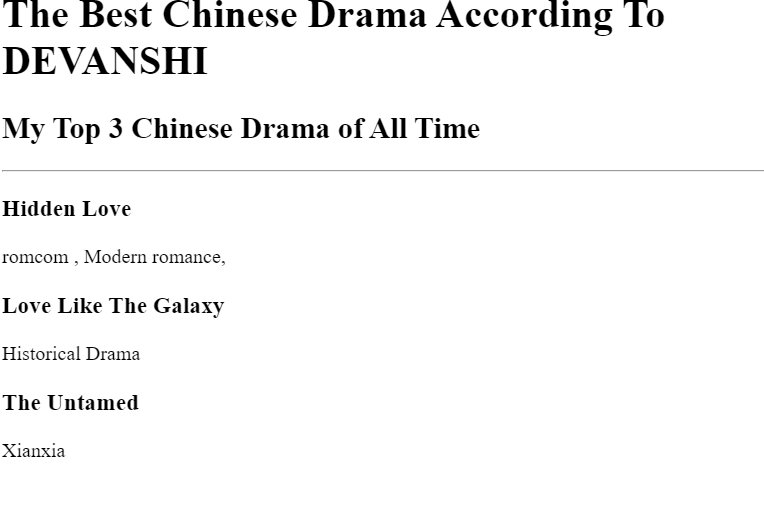 The Best Chinese Drama According To
DEVANSHI
My Top 3 Chinese Drama of All Time
Hidden Love
romcom , Modern romance,
Love Like The Galaxy
Historical Drama
The Untamed
Xianxia